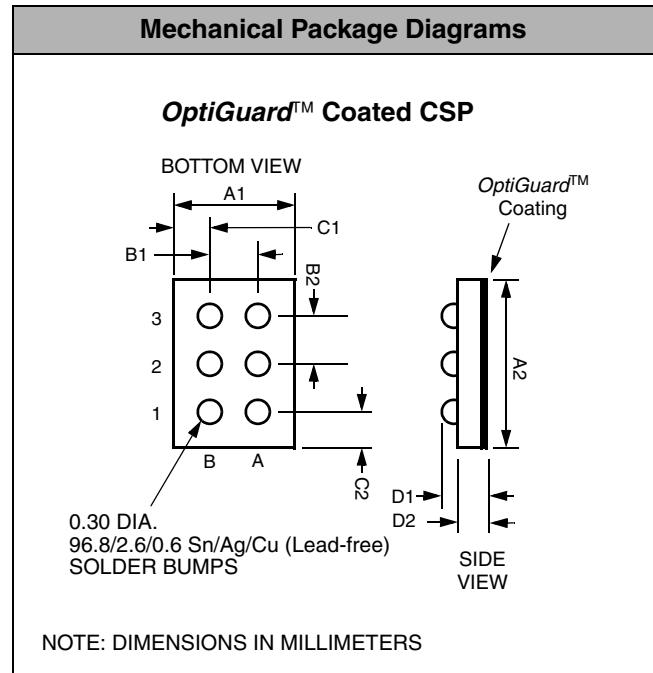 Mechanical Package Diagrams
OptiGuard™ Coated CSP
BOTTOM VIEW
A1
C1
B1
B2
3
2
1
B A
C2
0.30 DIA.
96.8/2.6/0.6 Sn/Ag/Cu (Lead-free)
SOLDER BUMPS
OptiGuard™
Coating
A2
D1
D2
SIDE
VIEW
NOTE: DIMENSIONS IN MILLIMETERS